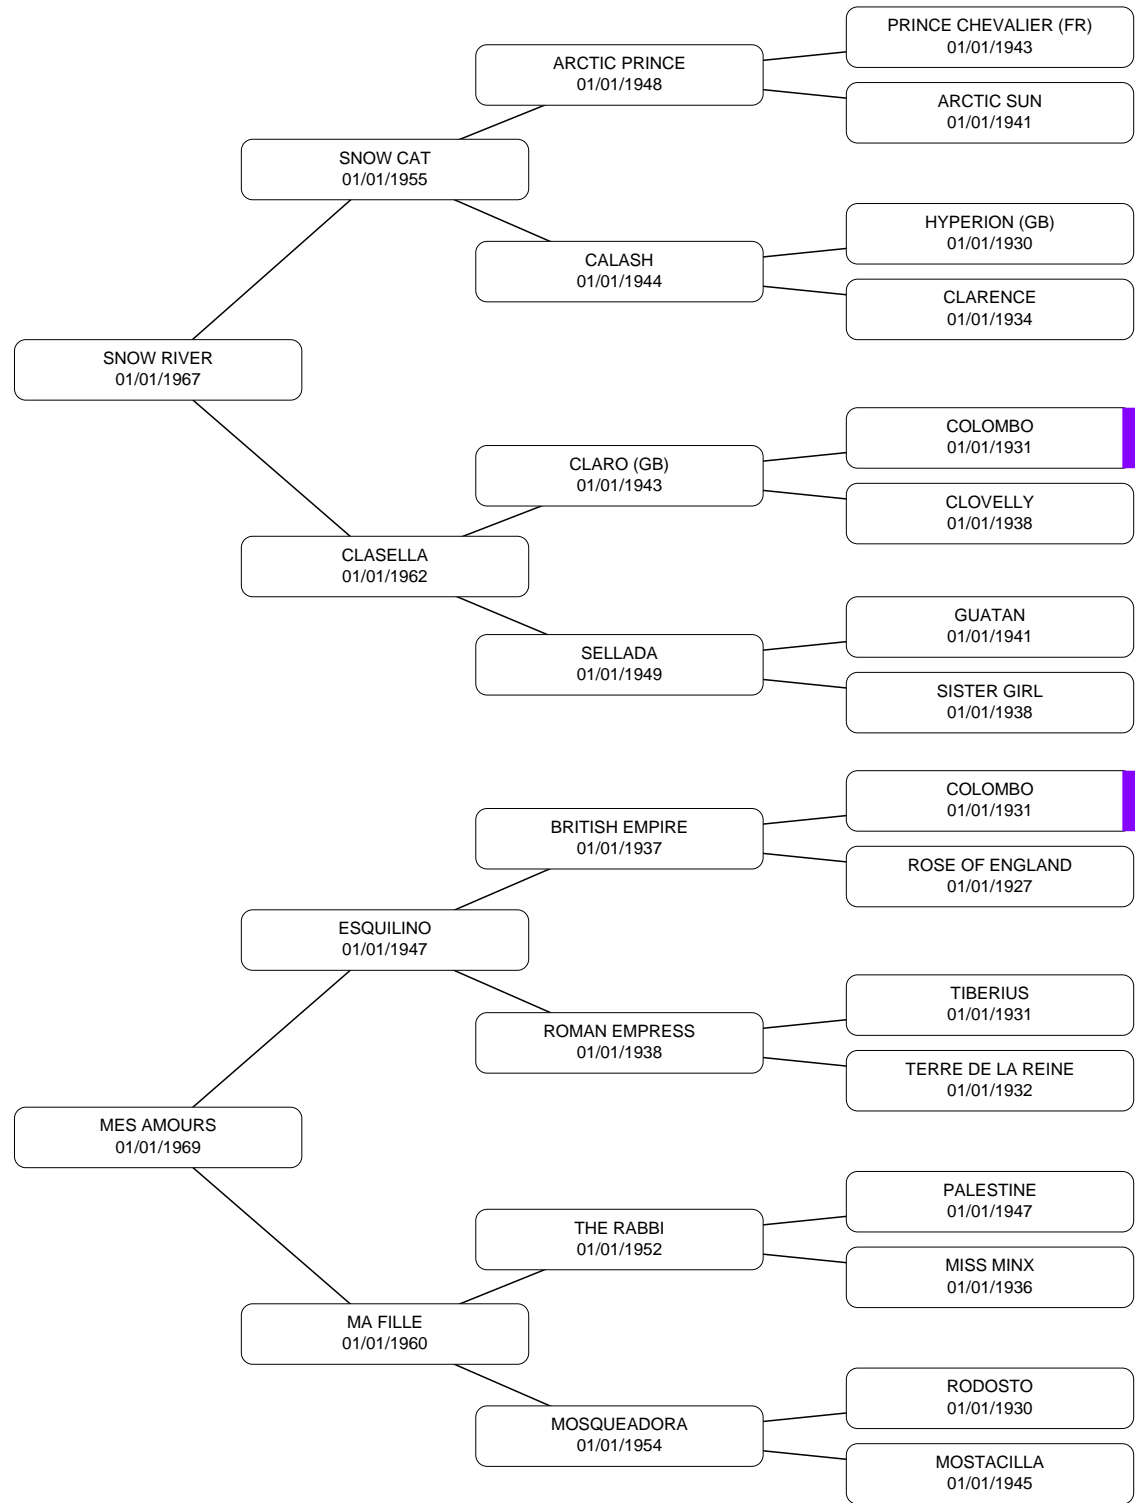 PRINCE CHEVALIER (FR)
01/01/1943
ARCTIC PRINCE
01/01/1948
ARCTIC SUN
01/01/1941
SNOW CAT
01/01/1955
HYPERION (GB)
01/01/1930
CALASH
01/01/1944
CLARENCE
01/01/1934
SNOW RIVER
01/01/1967
COLOMBO
01/01/1931
CLARO (GB)
01/01/1943
CLOVELLY
01/01/1938
CLASELLA
01/01/1962
GUATAN
01/01/1941
SELLADA
01/01/1949
SISTER GIRL
01/01/1938
COLOMBO
01/01/1931
BRITISH EMPIRE
01/01/1937
ROSE OF ENGLAND
01/01/1927
ESQUILINO
01/01/1947
TIBERIUS
01/01/1931
ROMAN EMPRESS
01/01/1938
TERRE DE LA REINE
01/01/1932
MES AMOURS
01/01/1969
PALESTINE
01/01/1947
THE RABBI
01/01/1952
MISS MINX
01/01/1936
MA FILLE
01/01/1960
RODOSTO
01/01/1930
MOSQUEADORA
01/01/1954
MOSTACILLA
01/01/1945